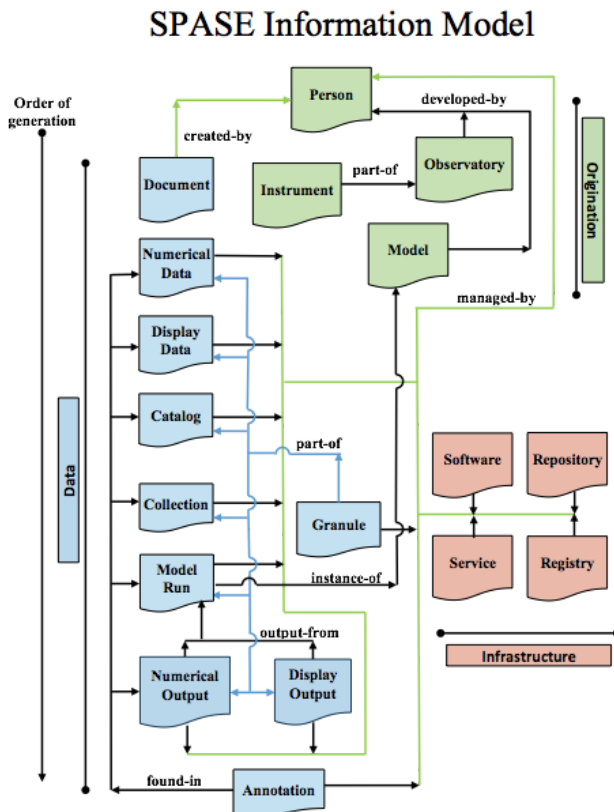 SPASE Information Model
Order of
generation
Person
developed-by
created-by
Document
Instrument
part-of
Observatory
Origination
Numerical
Data
Model
managed-by
Display
Data
Catalog
part-of
Software
Repository
Data
Collection
Granule
Service
Registry
Model
Run
instance-of
output-from
Infrastructure
Numerical
Output
Display
Output
found-in
Annotation